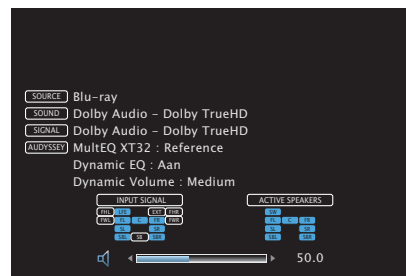 SOURCE Blu-ray
SOUND Dolby Audio - Dolby TrueHD
SIGNAL Dolby Audio - Dolby TrueHD
AUDYSSEY MultEQ XT32 : Reference
Dynamic EQ : Aan
Dynamic Volume : Medium
INPUT SIGNAL ACTIVE SPEAKERS
FHL LFE EXT FHR SW
FWL FL C FR FWR FL C FR
SL SR SL SR
SBL SB SBR SBL SBR
50.0